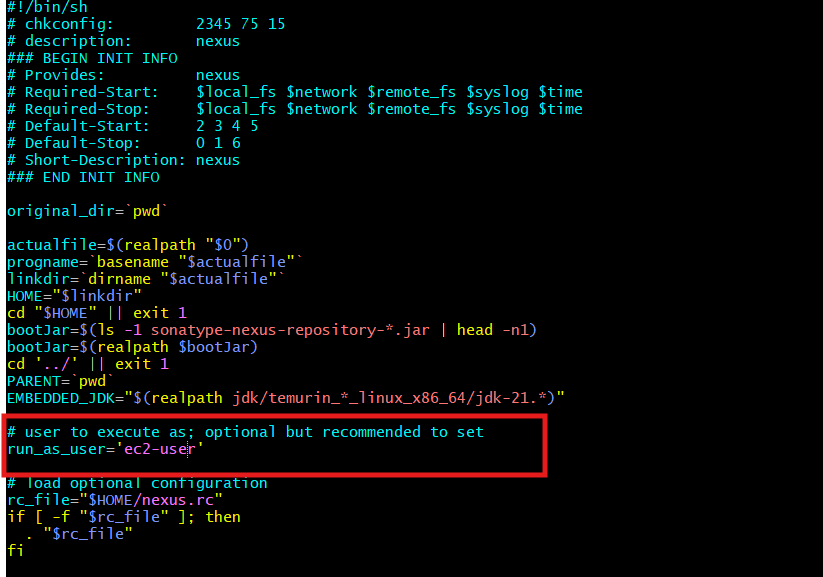 #!/bin/sh
# chkconfig:         2345 75 15
# description:       nexus
### BEGIN INIT INFO
# Provides:          nexus
# Required-Start:    $local_fs $network $remote_fs $syslog $time
# Required-Stop:     $local_fs $network $remote_fs $syslog $time
# Default-Start:     2 3 4 5
# Default-Stop:      0 1 6
# Short-Description: nexus
### END INIT INFO

original_dir=`pwd`

actualfile=$(realpath "$0")
progname=`basename "$actualfile"`
linkdir=`dirname "$actualfile"`
HOME="$linkdir"
cd "$HOME" || exit 1
bootJar=$(ls -1 sonatype-nexus-repository-*.jar | head -n1)
bootJar=$(realpath $bootJar)
cd '../' || exit 1
PARENT=`pwd`
EMBEDDED_JDK="$(realpath jdk/temurin_*_linux_x86_64/jdk-21.*)"

# user to execute as; optional but recommended to set
run_as_user='ec2-user'

# load optional configuration
rc_file="$HOME/nexus.rc"
if [ -f "$rc_file" ]; then
  . "$rc_file"
fi